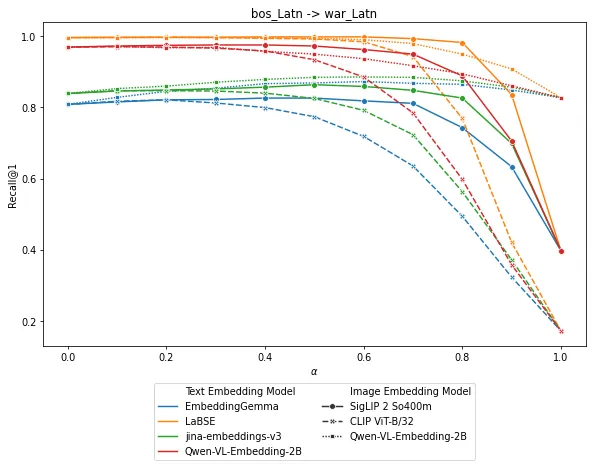 bos_Latn -> war_Latn
Recall@1
1.0
0.8
0.6
0.4
0.2
0.0 0.2 0.4 0.6 0.8 1.0
α
Text Embedding Model Image Embedding Model
EmbeddingGemma SigLIP 2 So400m
LaBSE CLIP ViT-B/32
jina-embeddings-v3 Qwen-VL-Embedding-2B
Qwen-VL-Embedding-2B